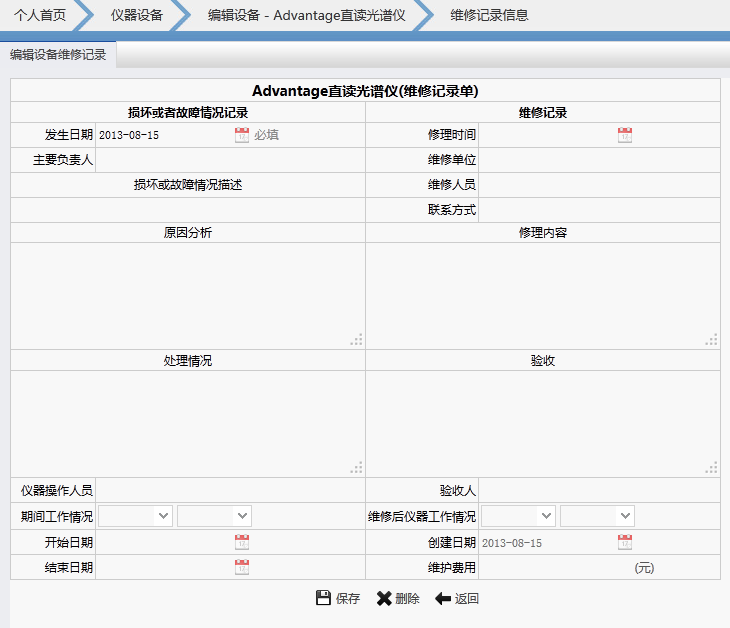 个人首页 仪器设备 编辑设备 - Advantage直读光谱仪 维修记录信息
编辑设备维修记录
Advantage直读光谱仪(维修记录单)
损坏或者故障情况记录 维修记录
发生日期 2013-08-15 必填 修理时间
主要负责人 维修单位
损坏或故障情况描述 维修人员
联系方式
原因分析 修理内容
处理情况 验收
仪器操作人员 验收人
期间工作情况 维修后仪器工作情况
开始日期 创建日期 2013-08-15
结束日期 维护费用 (元)
保存 删除 返回